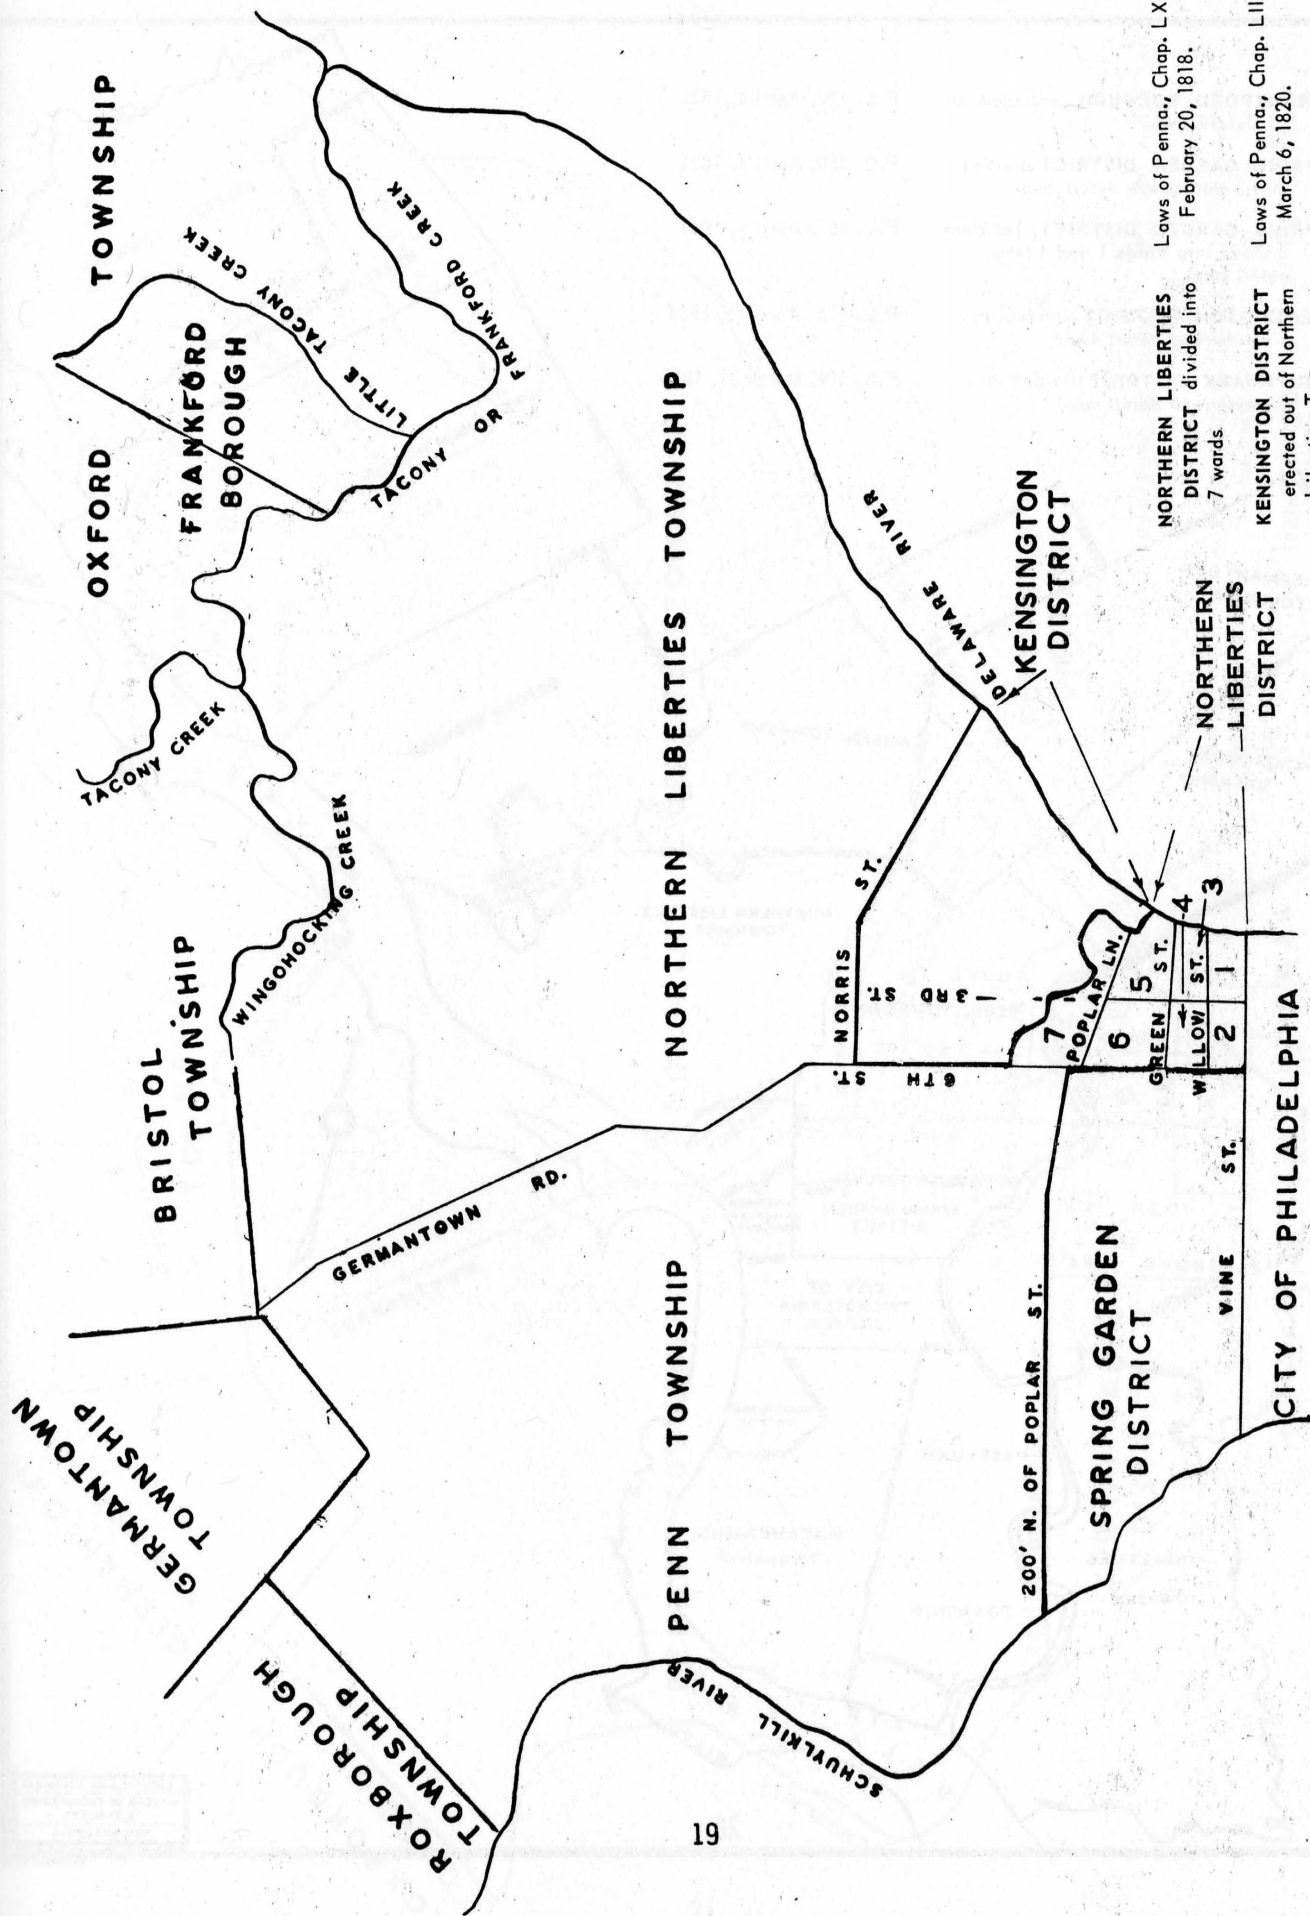 TOWNSHIP
OXFORD
FRANKFORD
BOROUGH
LITTLE TACONY CREEK
FRANKFORD CREEK
TACONY OR FRANKFORD CREEK
TACONY CREEK
WINGOHOCKING CREEK
BRISTOL
TOWNSHIP
GERMANTOWN
TOWNSHIP
ROXBOROUGH
TOWNSHIP
GERMANTOWN RD.
NORTHERN LIBERTIES TOWNSHIP
PENN TOWNSHIP
SCHUYLKILL RIVER
DELAWARE RIVER
KENSINGTON
DISTRICT
NORRIS ST.
6TH ST.
3RD ST.
7
POPLAR LN.
6
5
GREEN ST.
4
WILLOW ST.
3
2
1
NORTHERN
LIBERTIES
DISTRICT
200' N. OF POPLAR ST.
SPRING GARDEN
DISTRICT
VINE ST.
CITY OF PHILADELPHIA
NORTHERN LIBERTIES Laws of Penna., Chap. LX
DISTRICT divided into February 20, 1818.
7 wards
KENSINGTON DISTRICT Laws of Penna., Chap. LII
erected out of Northern March 6, 1820.
19